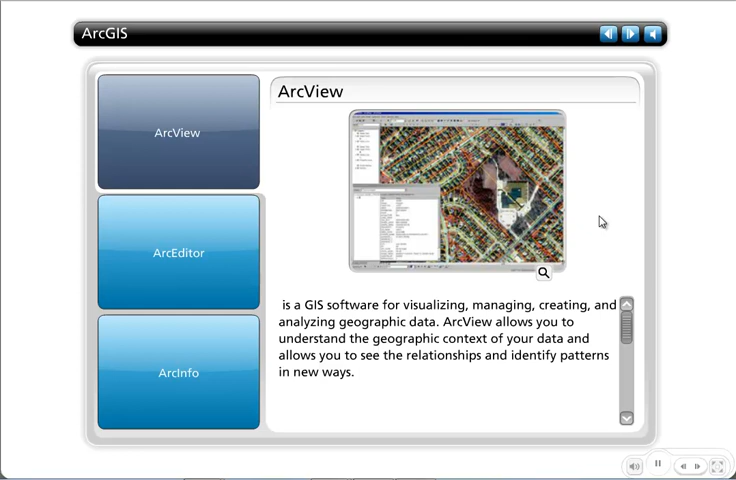 ArcGIS
ArcView
ArcEditor
ArcInfo
ArcView
is a GIS software for visualizing, managing, creating, and
analyzing geographic data. ArcView allows you to
understand the geographic context of your data and
allows you to see the relationships and identify patterns
in new ways.